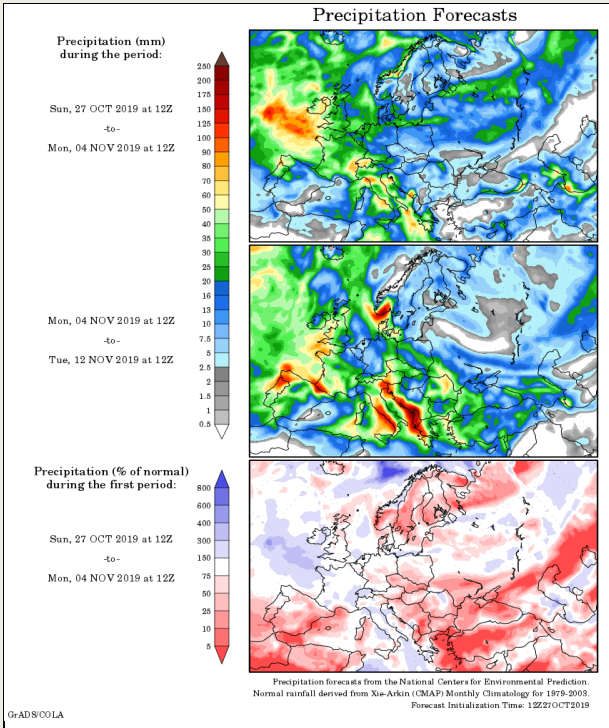 Precipitation Forecasts
Precipitation (mm)
during the period:
Sun, 27 OCT 2019 at 12Z
-to-
Mon, 04 NOV 2019 at 12Z
Mon, 04 NOV 2019 at 12Z
-to-
Tue, 12 NOV 2019 at 12Z
250
200
175
150
125
100
90
80
70
60
50
45
40
35
30
25
20
16
13
10
7.5
5
2.5
2
1.5
1
0.5
Precipitation (% of normal)
during the first period:
Sun, 27 OCT 2019 at 12Z
-to-
Mon, 04 NOV 2019 at 12Z
800
600
400
300
150
75
50
25
10
5
Precipitation forecasts from the National Centers for Environmental Prediction.
Normal rainfall derived from Xie-Arkin (CMAP) Monthly Climatology for 1979-2003.
Forecast Initialization Time: 12Z27OCT2019
GrADS/COLA